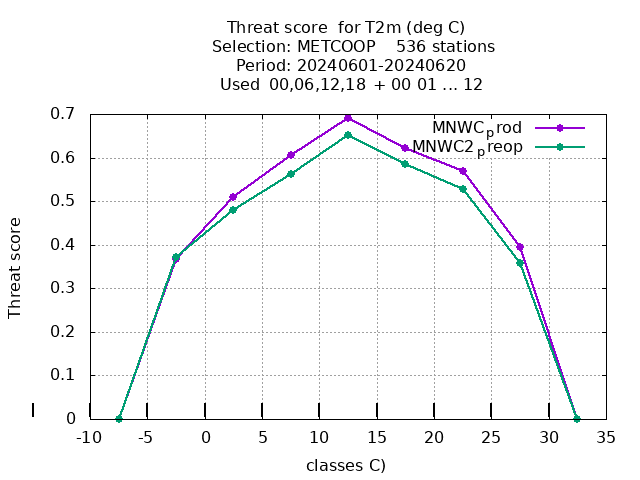 Threat score  for T2m (deg C)
Selection: METCOOP    536 stations
Period: 20240601-20240620
Used  00,06,12,18  + 00 01 ... 12
MNWCprod
MNWC2preop
0.7
0.6
0.5
0.4
0.3
0.2
0.1
0
Threat score
-10 -5 0 5 10 15 20 25 30 35
classes C)